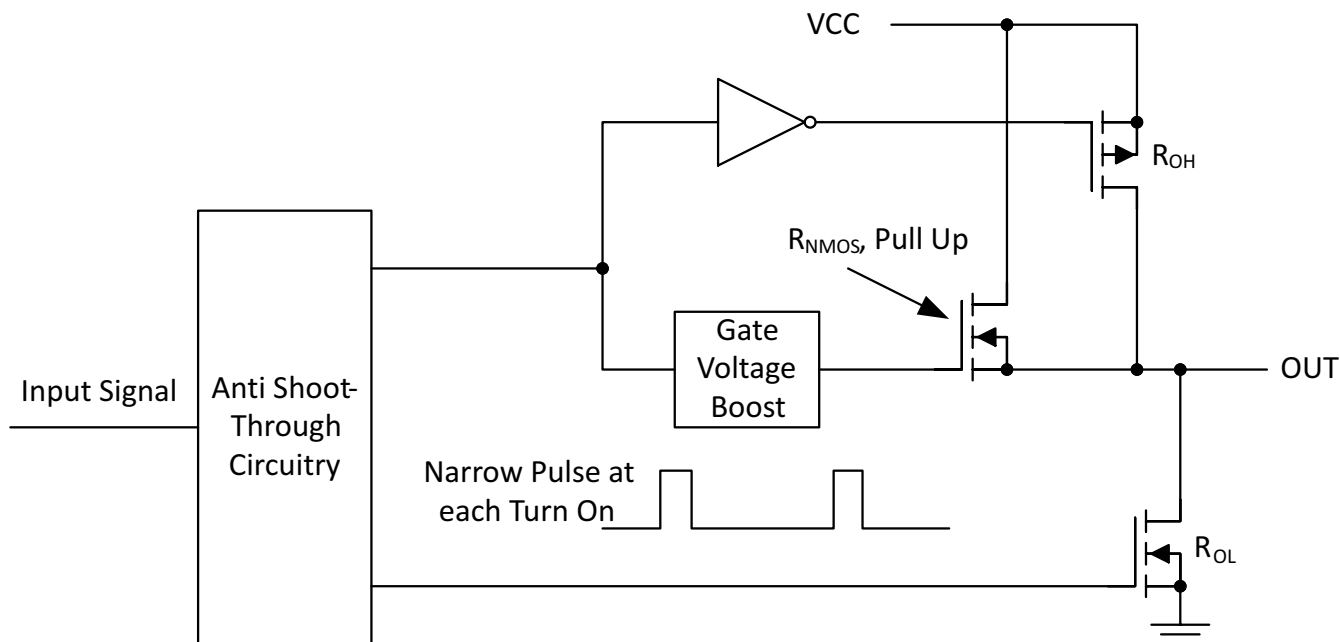 VCC
R_OH
R_NMOS, Pull Up
Gate
Voltage
Boost
OUT
Input Signal
Anti Shoot-
Through
Circuitry
Narrow Pulse at
each Turn On
R_OL